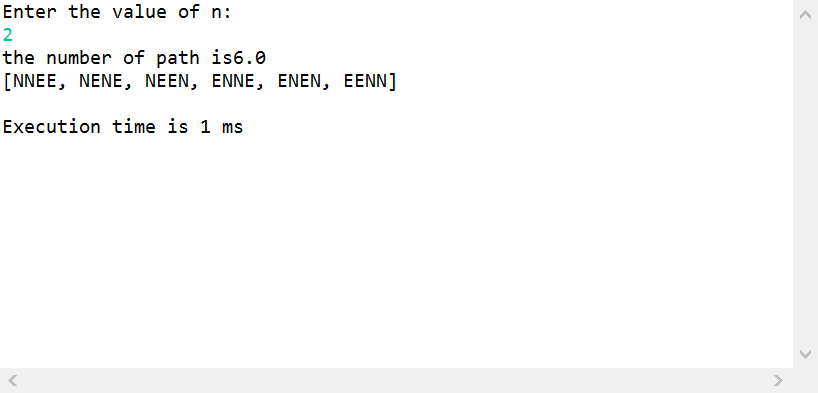 Enter the value of n:
2
the number of path is6.0
[NNEE, NENE, NEEN, ENNE, ENEN, EENN]
Execution time is 1 ms